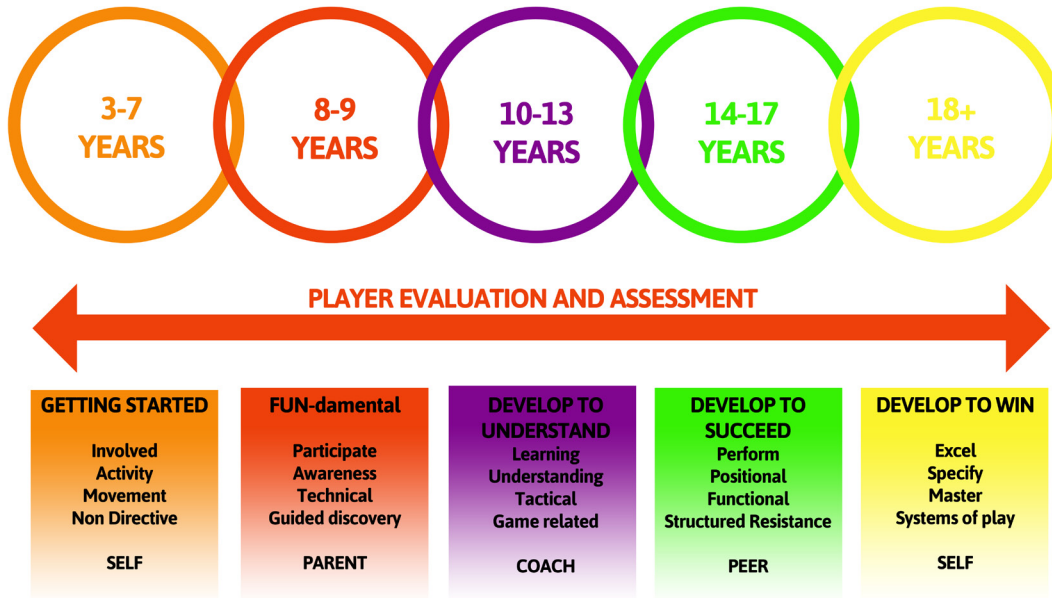 3-7
YEARS
8-9
YEARS
10-13
YEARS
14-17
YEARS
18+
YEARS
PLAYER EVALUATION AND ASSESSMENT
GETTING STARTED
Involved
Activity
Movement
Non Directive
SELF
FUN-damental
Participate
Awareness
Technical
Guided discovery
PARENT
DEVELOP TO
UNDERSTAND
Learning
Understanding
Tactical
Game related
COACH
DEVELOP TO
SUCCEED
Perform
Positional
Functional
Structured Resistance
PEER
DEVELOP TO WIN
Excel
Specify
Master
Systems of play
SELF